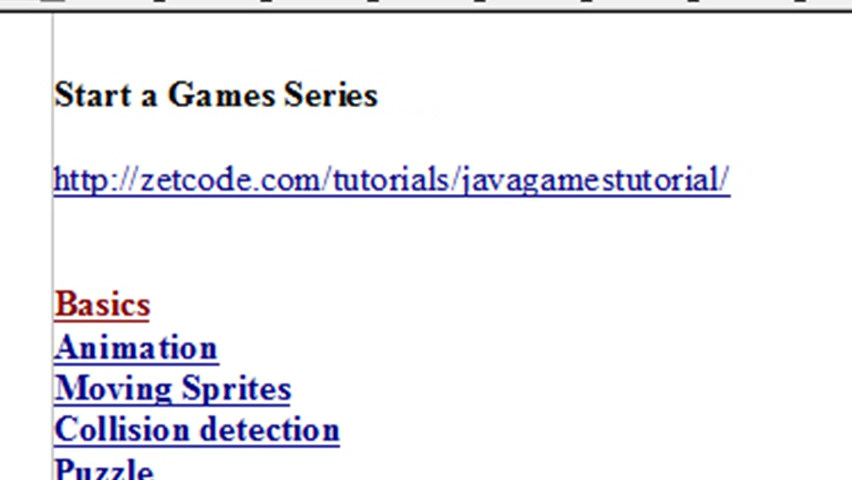 Start a Games Series
http://zetcode.com/tutorials/javagamestutorial/
Basics
Animation
Moving Sprites
Collision detection
Puzzle